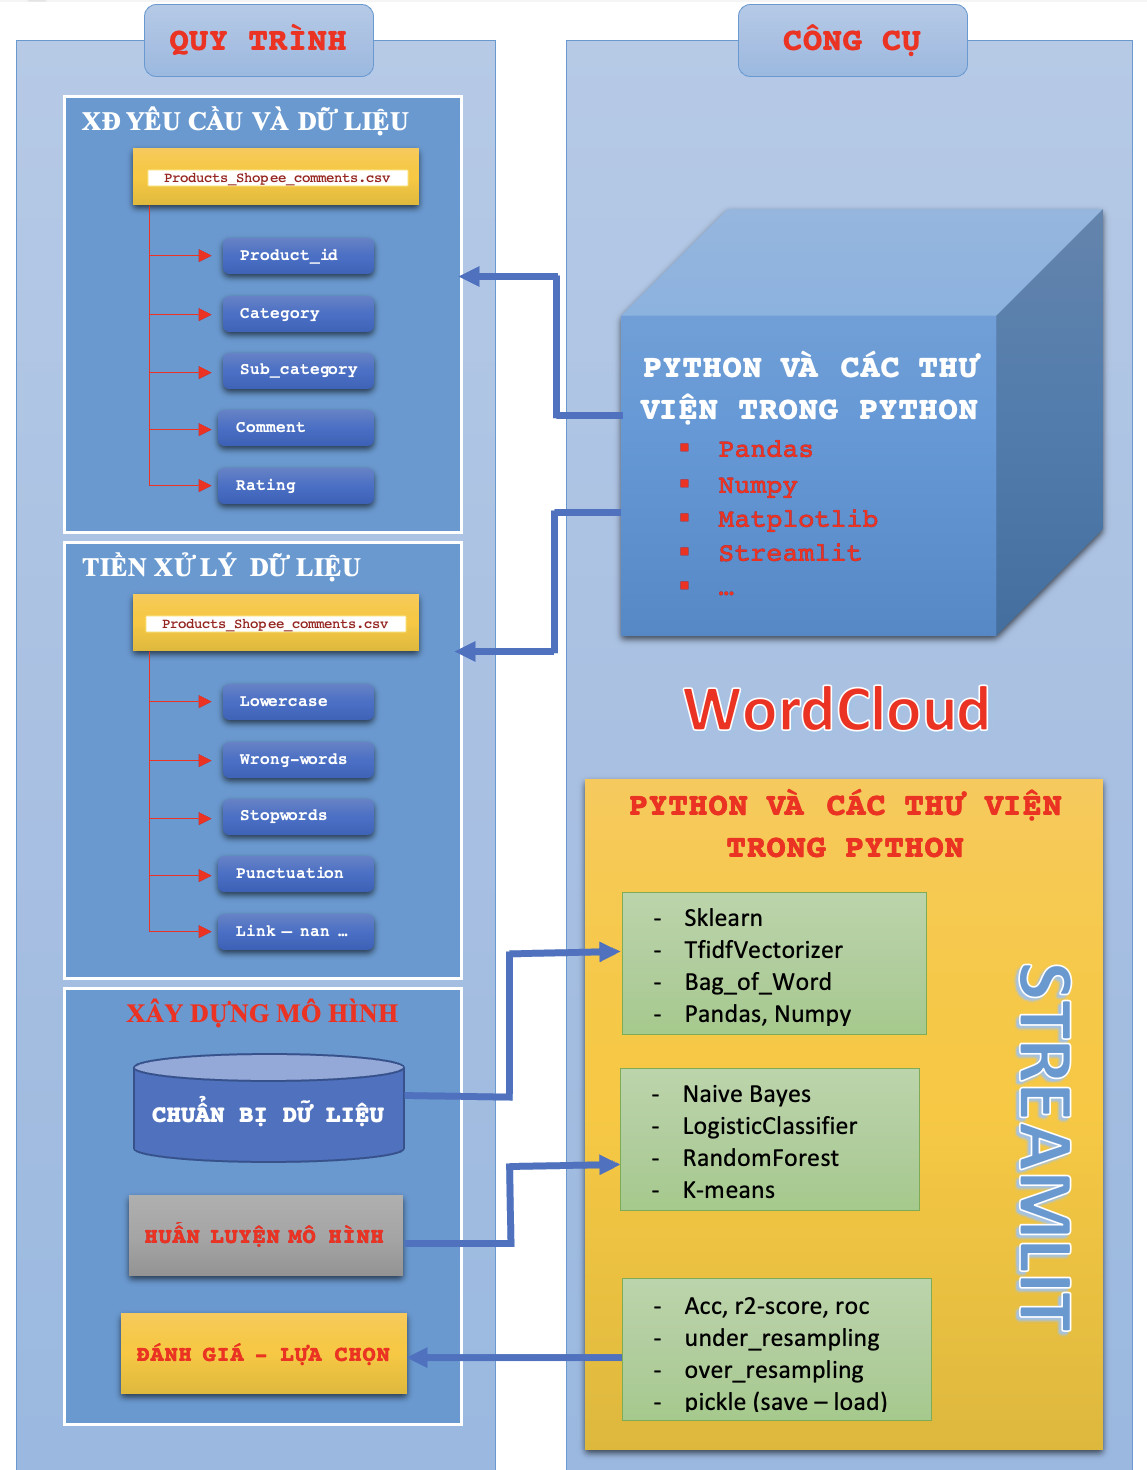 QUY TRÌNH
XĐ YÊU CẦU VÀ DỮ LIỆU
Products_Shopee_comments.csv
Product_id
Category
Sub_category
Comment
Rating
TIỀN XỬ LÝ DỮ LIỆU
Products_Shopee_comments.csv
Lowercase
Wrong-words
Stopwords
Punctuation
Link – nan …
XÂY DỰNG MÔ HÌNH
CHUẨN BỊ DỮ LIỆU
HUẤN LUYỆN MÔ HÌNH
ĐÁNH GIÁ - LỰA CHỌN
CÔNG CỤ
PYTHON VÀ CÁC THƯ
VIỆN TRONG PYTHON
▪ Pandas
▪ Numpy
▪ Matplotlib
▪ Streamlit
▪ …
WordCloud
PYTHON VÀ CÁC THƯ VIỆN
TRONG PYTHON
- Sklearn
- TfidfVectorizer
- Bag_of_Word
- Pandas, Numpy
- Naive Bayes
- LogisticClassifier
- RandomForest
- K-means
- Acc, r2-score, roc
- under_resampling
- over_resampling
- pickle (save – load)
STREAMLIT